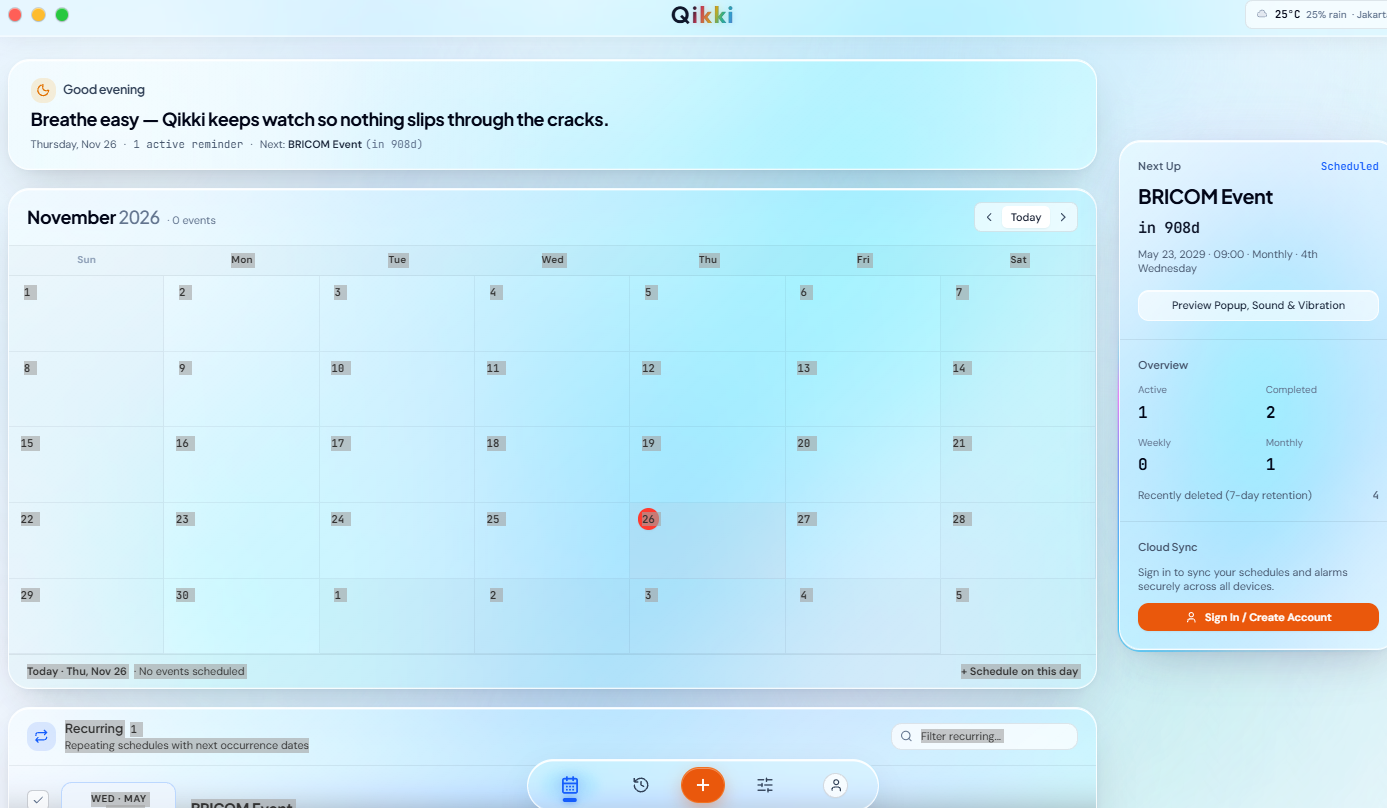 Qikki
25°C 25% rain · Jakart
Good evening
Breathe easy — Qikki keeps watch so nothing slips through the cracks.
Thursday, Nov 26 · 1 active reminder · Next: BRICOM Event (in 908d)
November 2026 · 0 events
Today
Sun Mon Tue Wed Thu Fri Sat
1 2 3 4 5 6 7
8 9 10 11 12 13 14
15 16 17 18 19 20 21
22 23 24 25 26 27 28
29 30 1 2 3 4 5
Today · Thu, Nov 26 · No events scheduled
+ Schedule on this day
Recurring 1
Repeating schedules with next occurrence dates
Filter recurring...
WED · MAY
BRICOM Event
Next Up
Scheduled
BRICOM Event
in 908d
May 23, 2029 · 09:00 · Monthly · 4th
Wednesday
Preview Popup, Sound & Vibration
Overview
Active Completed
1 2
Weekly Monthly
0 1
Recently deleted (7-day retention) 4
Cloud Sync
Sign in to sync your schedules and alarms
securely across all devices.
Sign In / Create Account